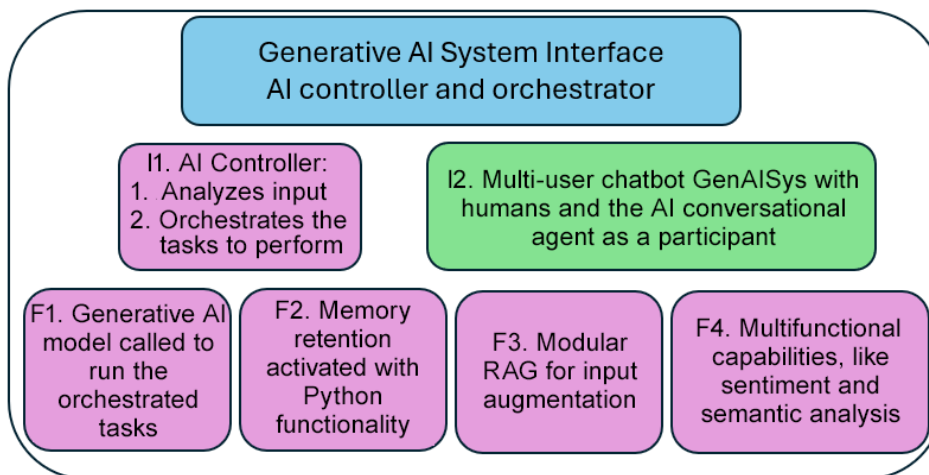 Generative AI System Interface
AI controller and orchestrator
I1. AI Controller:
1. Analyzes input
2. Orchestrates the
tasks to perform
I2. Multi-user chatbot GenAISys with
humans and the AI conversational
agent as a participant
F1. Generative AI
model called to
run the
orchestrated
tasks
F2. Memory
retention
activated with
Python
functionality
F3. Modular
RAG for input
augmentation
F4. Multifunctional
capabilities, like
sentiment and
semantic analysis